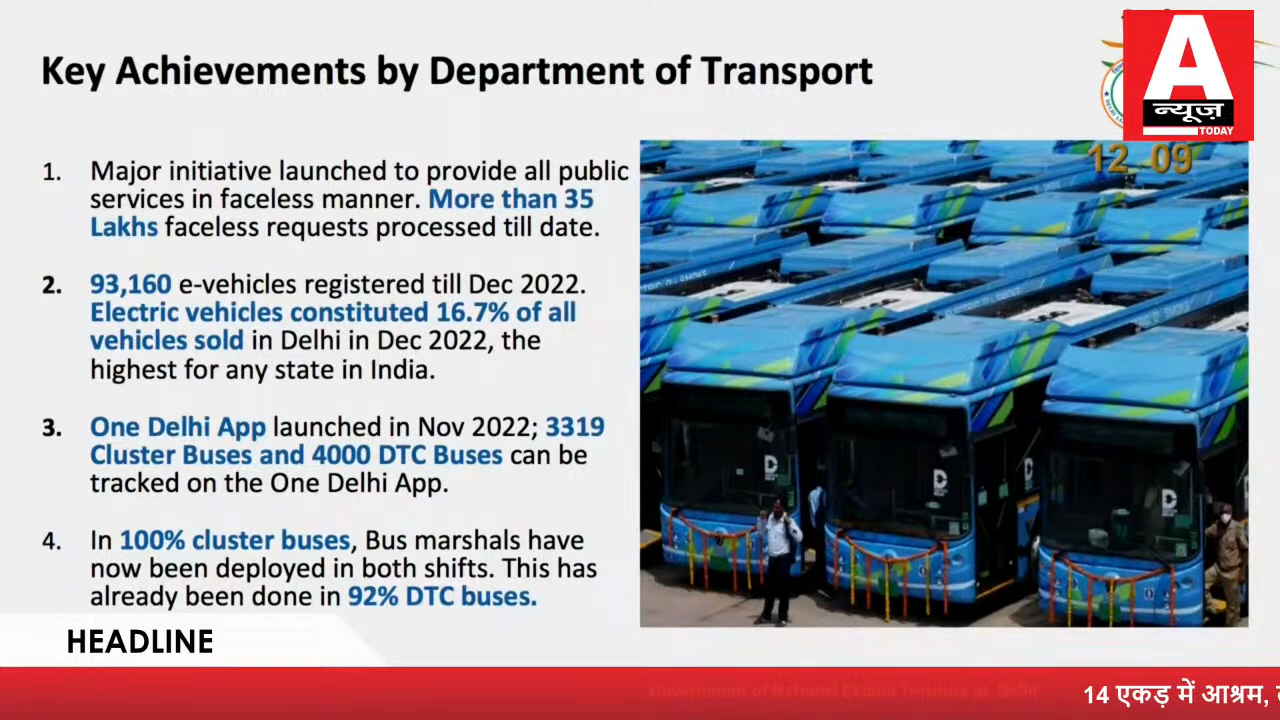 Key Achievements by Department of Transport
A
न्यूज़
TODAY
12 09
1. Major initiative launched to provide all public
services in faceless manner. More than 35
Lakhs faceless requests processed till date.
2. 93,160 e-vehicles registered till Dec 2022.
Electric vehicles constituted 16.7% of all
vehicles sold in Delhi in Dec 2022, the
highest for any state in India.
3. One Delhi App launched in Nov 2022; 3319
Cluster Buses and 4000 DTC Buses can be
tracked on the One Delhi App.
4. In 100% cluster buses, Bus marshals have
now been deployed in both shifts. This has
already been done in 92% DTC buses.
HEADLINE
14 एकड़ में आश्रम,